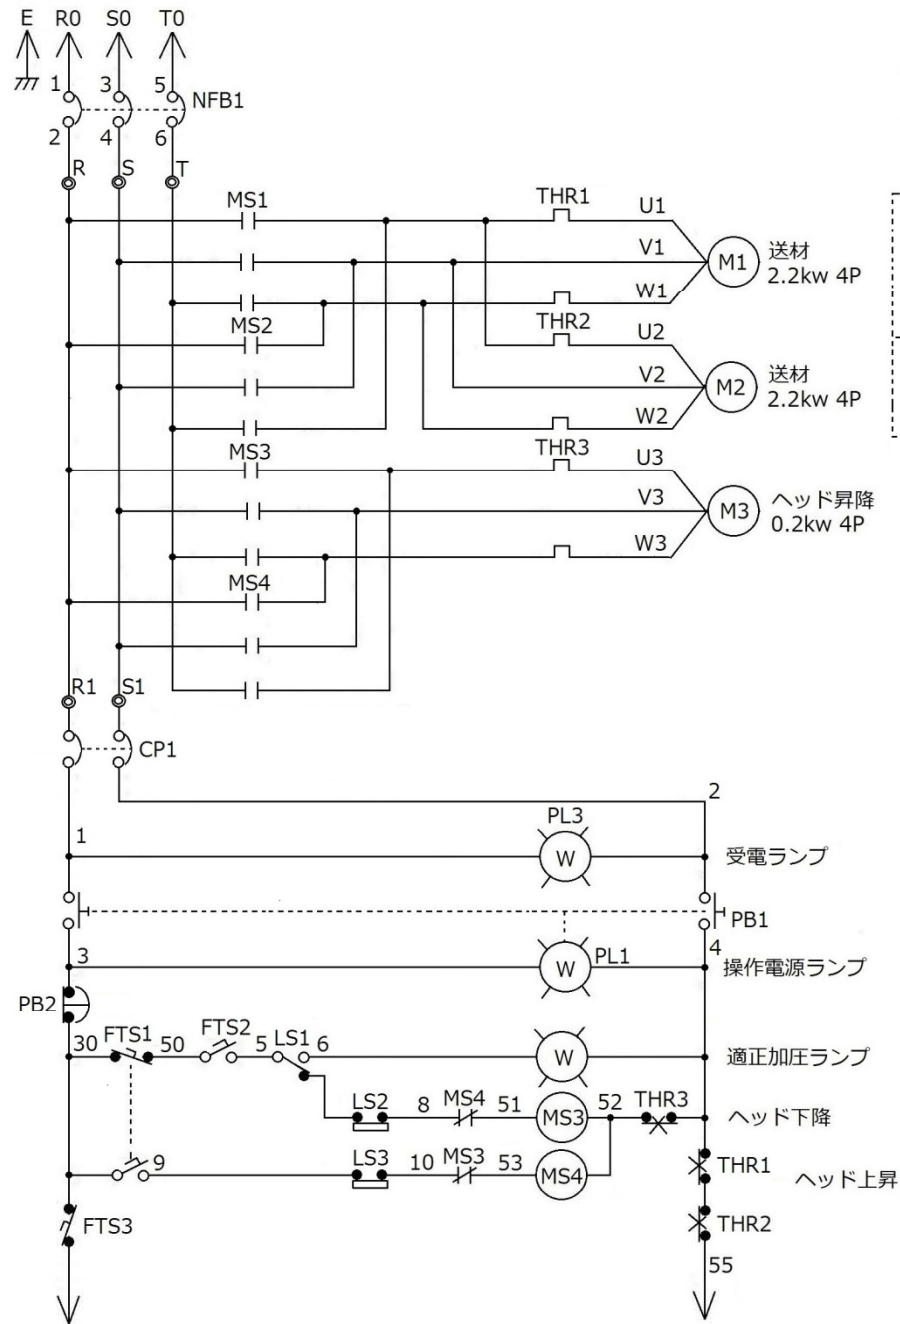 E R0 S0 T0
1 3 5
NFB1
2 4 6
R S T
MS1 THR1 U1
V1 M1 送材
2.2kw 4P
W1
MS2 THR2 U2
V2 M2 送材
2.2kw 4P
W2
MS3 THR3 U3
V3 M3 ヘッド昇降
0.2kw 4P
W3
MS4
R1 S1
CP1
2
PL3
1
W 受電ランプ
PB1
3 W PL1 4
操作電源ランプ
PB2
30 FTS1 50 FTS2 5 LS1 6 W 適正加圧ランプ
LS2 8 MS4 51 MS3 52 THR3 ヘッド下降
9 LS3 10 MS3 53 MS4 THR1 ヘッド上昇
FTS3 THR2
55